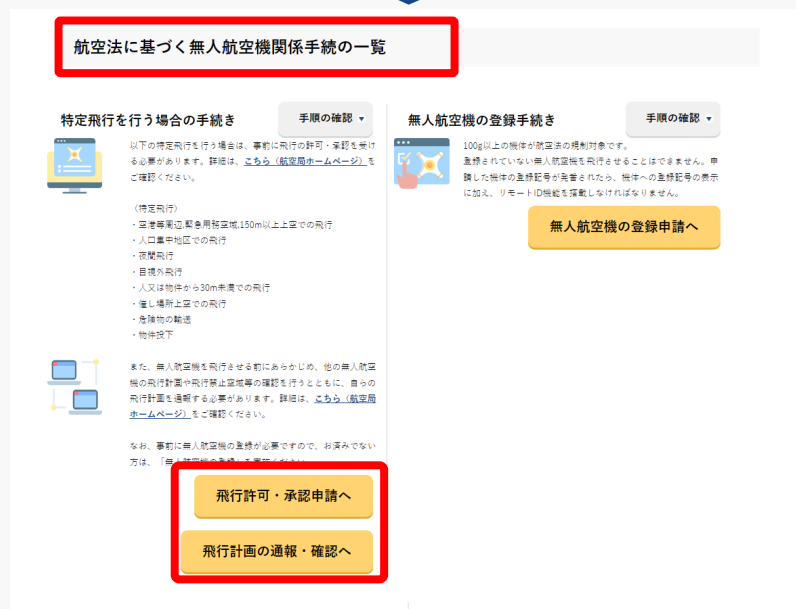 航空法に基づく無人航空機関係手続の一覧
特定飛行を行う場合の手続き
手順の確認
以下の特定飛行を行う場合は、事前に飛行の許可・承認を受け
る必要があります。詳細は、こちら（航空局ホームページ）を
ご確認ください。
（特定飛行）
・空港等周辺,緊急用務空域,150m以上上空での飛行
・人口集中地区での飛行
・夜間飛行
・目視外飛行
・人又は物件から30m未満での飛行
・催し場所上空での飛行
・危険物の輸送
・物件投下
また、無人航空機を飛行させる前にあらかじめ、他の無人航空
機の飛行計画や飛行禁止空域等の確認を行うとともに、自らの
飛行計画を通報する必要があります。詳細は、こちら（航空局
ホームページ）をご確認ください。
なお、事前に無人航空機の登録が必要ですので、お済みでない
方は、「無人航空機の登録」を
飛行許可・承認申請へ
飛行計画の通報・確認へ
無人航空機の登録手続き
手順の確認
100g以上の機体が航空法の規制対象です。
登録されていない無人航空機を飛行させることはできません。申
請した機体の登録記号が発着されたら、機体への登録記号の表示
に加え、リモートID機能を搭載しなければなりません。
無人航空機の登録申請へ